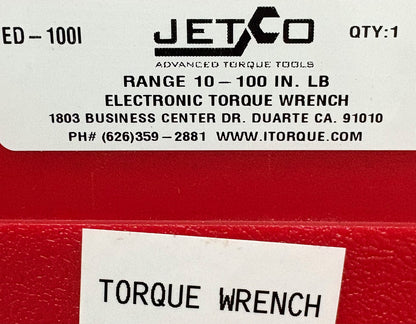 ED-100I
JETCO
QTY:1
ADVANCED TORQUE TOOLS
RANGE 10-100 IN. LB
ELECTRONIC TORQUE WRENCH
1803 BUSINESS CENTER DR. DUARTE CA. 91010
PH# (626)359-2881 WWW.ITORQUE.COM
TORQUE WRENCH